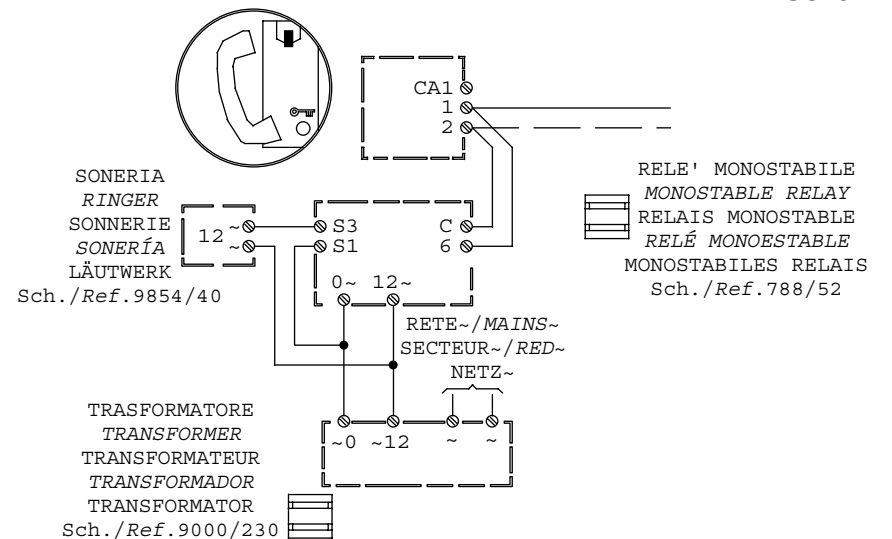 CA1
1
2
SONERIA
RINGER
SONNERIE
SONERÍA
LÄUTWERK
Sch./Ref.9854/40
12 ~
~
S3 C
S1 6
0~ 12~
RELE' MONOSTABILE
MONOSTABLE RELAY
RELAIS MONOSTABLE
RELÉ MONOESTABLE
MONOSTABILES RELAIS
Sch./Ref.788/52
RETE~/MAINS~
SECTEUR~/RED~
NETZ~
~0 ~12 ~ ~
TRASFORMATORE
TRANSFORMER
TRANSFORMATEUR
TRANSFORMADOR
TRANSFORMATOR
Sch./Ref.9000/230